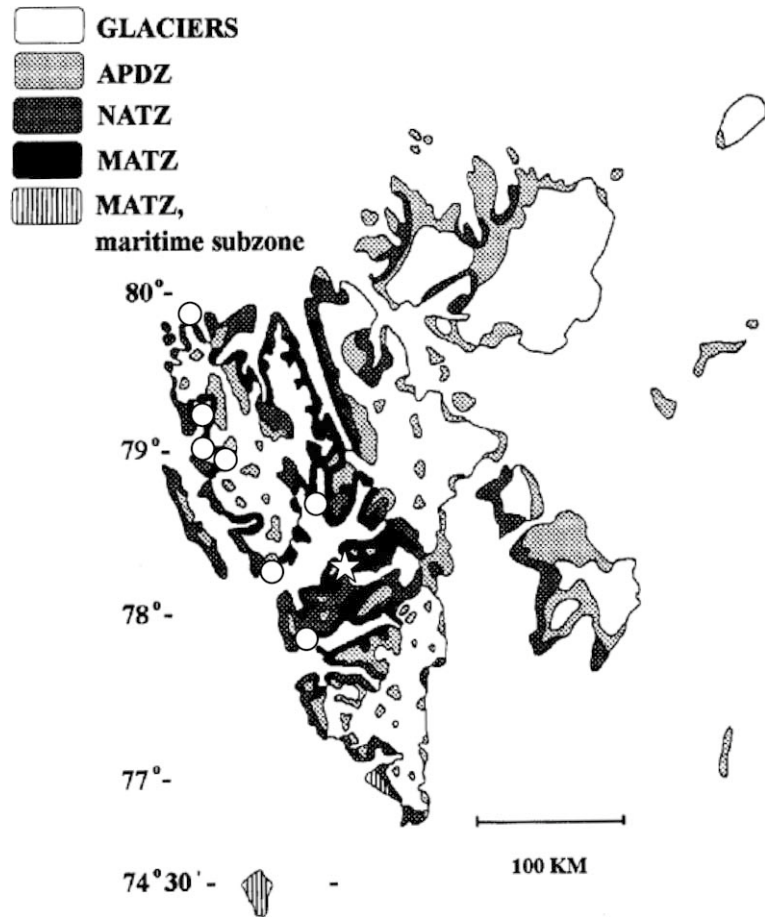 GLACIERS
APDZ
NATZ
MATZ
MATZ,
maritime subzone
80°-
79°-
78°-
77°-
100 KM
74°30'- -